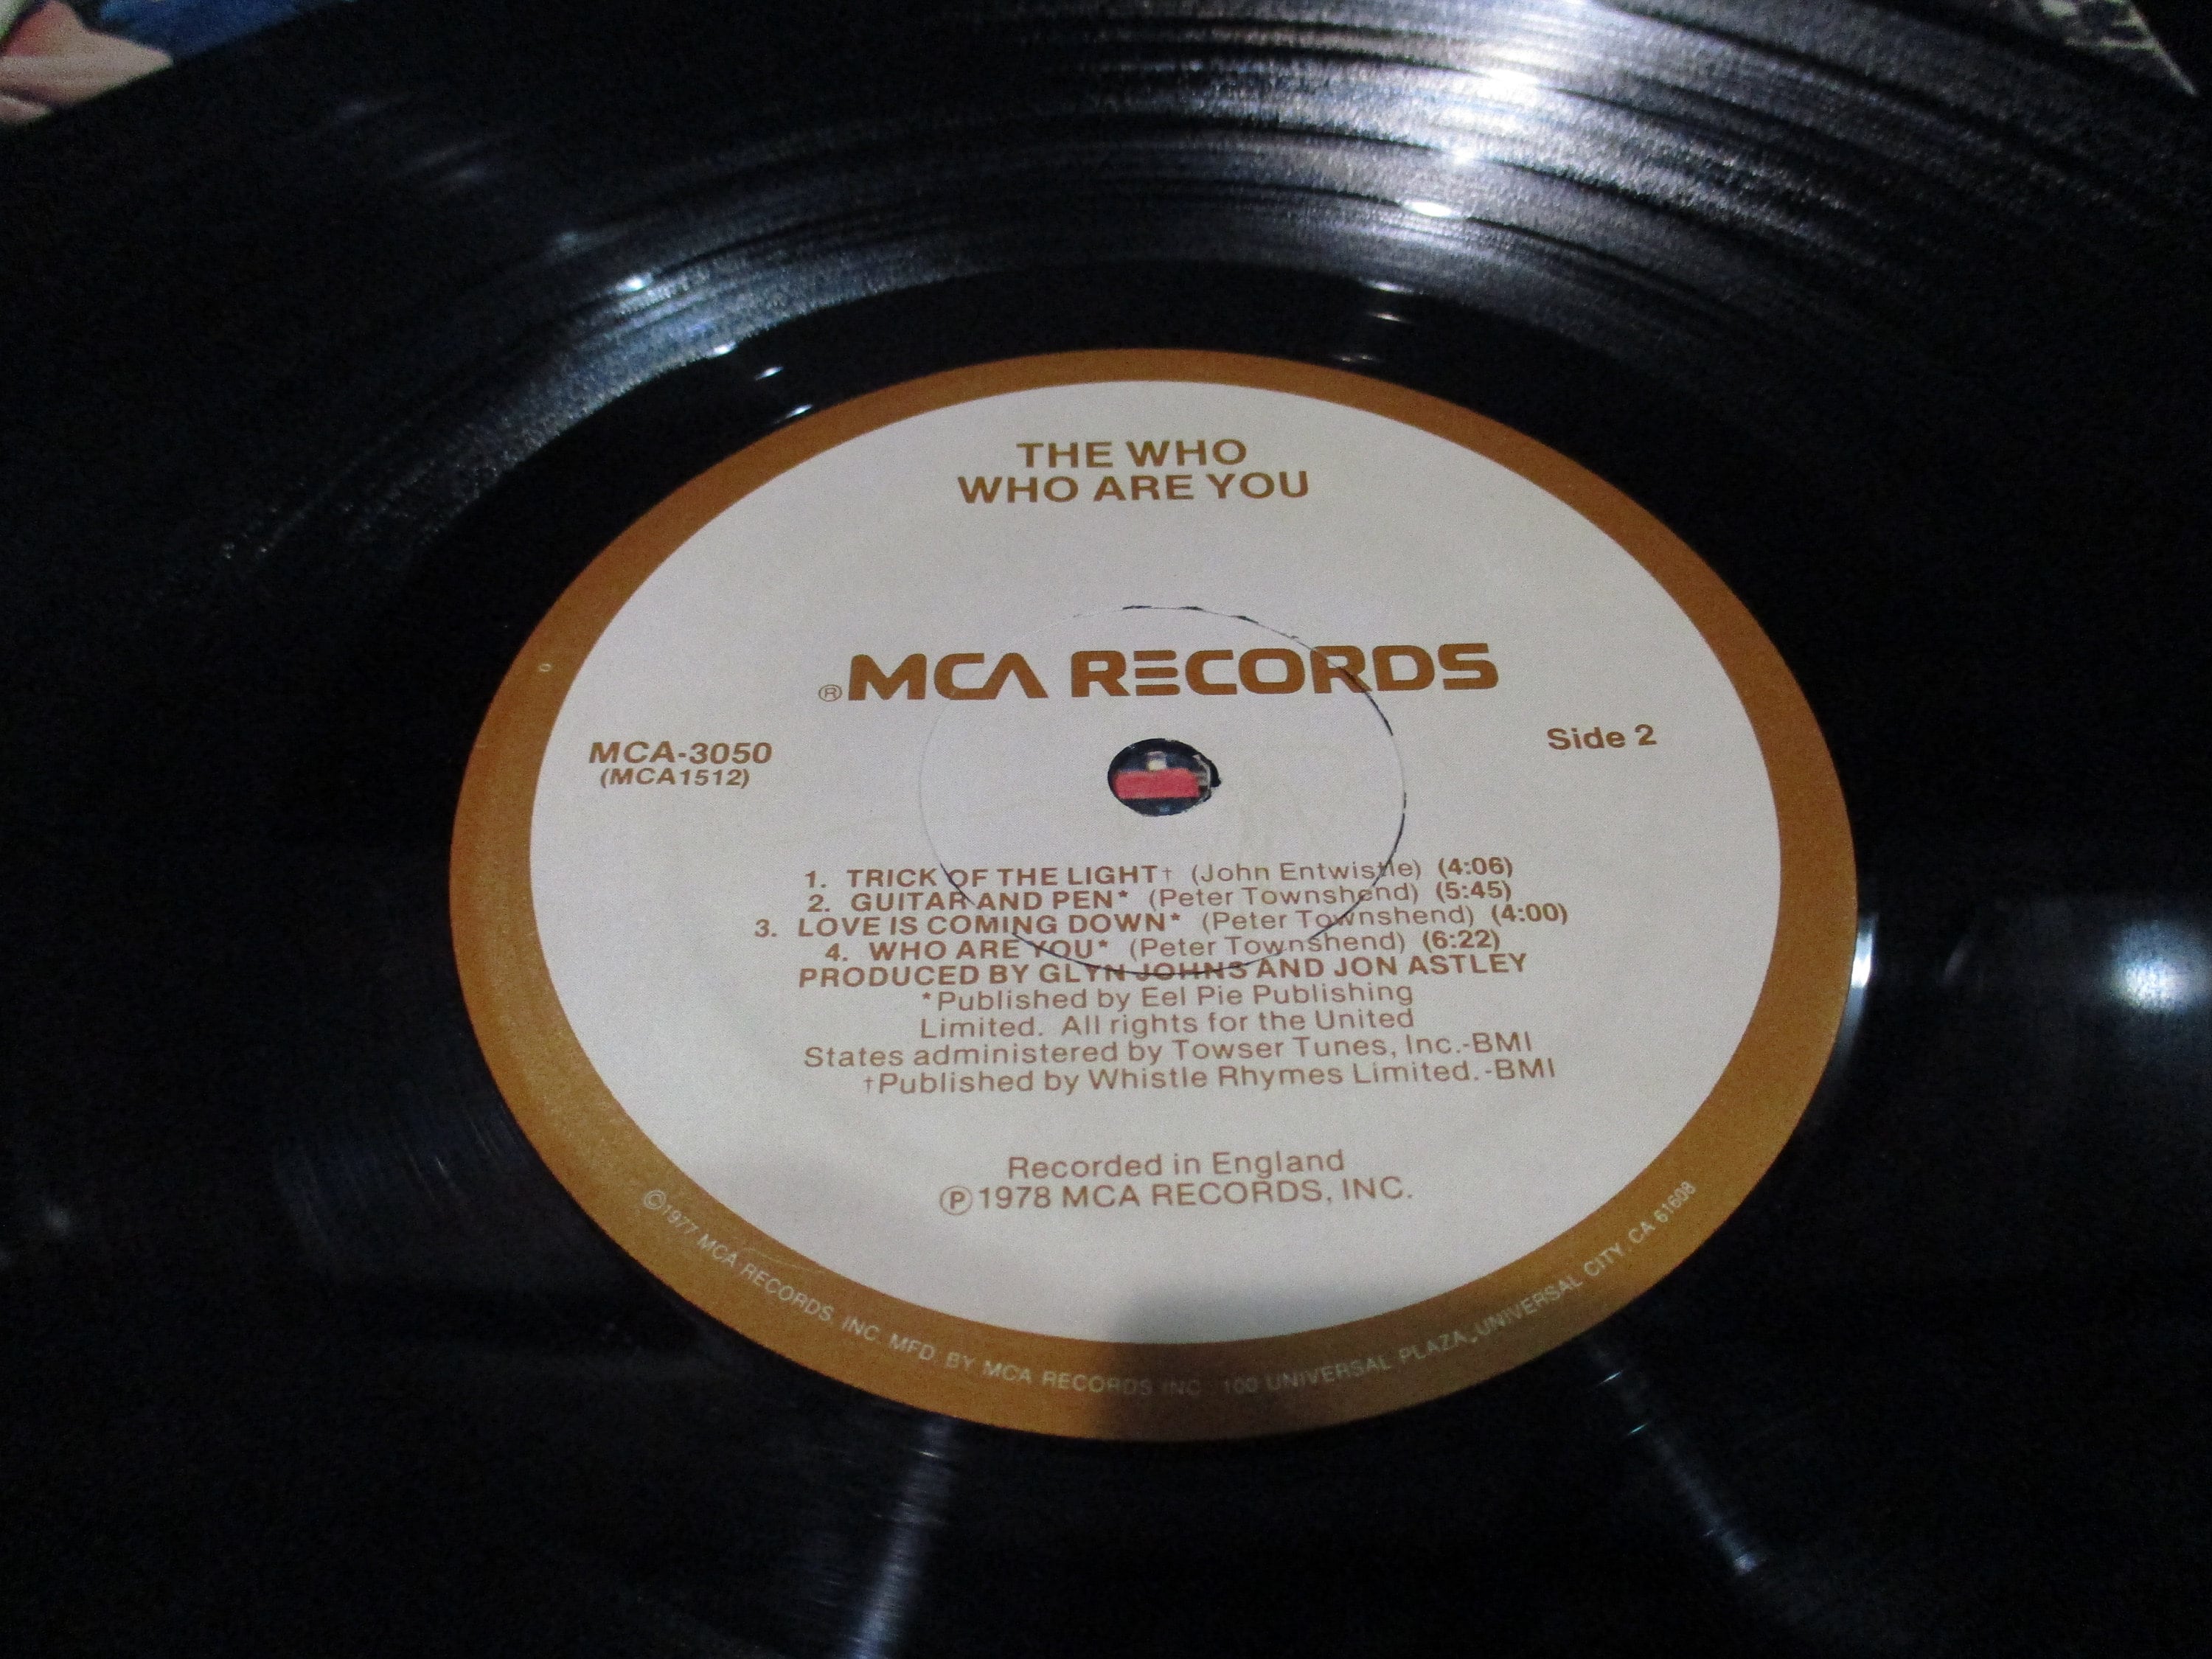 THE WHO
WHO ARE YOU
® MCA RECORDS
MCA-3050
(MCA1512)
Side 2
1. TRICK OF THE LIGHT† (John Entwistle) (4:06)
2. GUITAR AND PEN* (Peter Townshend) (5:45)
3. LOVE IS COMING DOWN* (Peter Townshend) (4:00)
4. WHO ARE YOU* (Peter Townshend) (6:22)
PRODUCED BY GLYN JOHNS AND JON ASTLEY
*Published by Eel Pie Publishing
Limited. All rights for the United
States administered by Towser Tunes, Inc.-BMI
†Published by Whistle Rhymes Limited.-BMI
Recorded in England
℗1978 MCA RECORDS, INC.
©1977 MCA RECORDS, INC. MFD. BY MCA RECORDS INC. 100 UNIVERSAL PLAZA, UNIVERSAL CITY, CA 61608